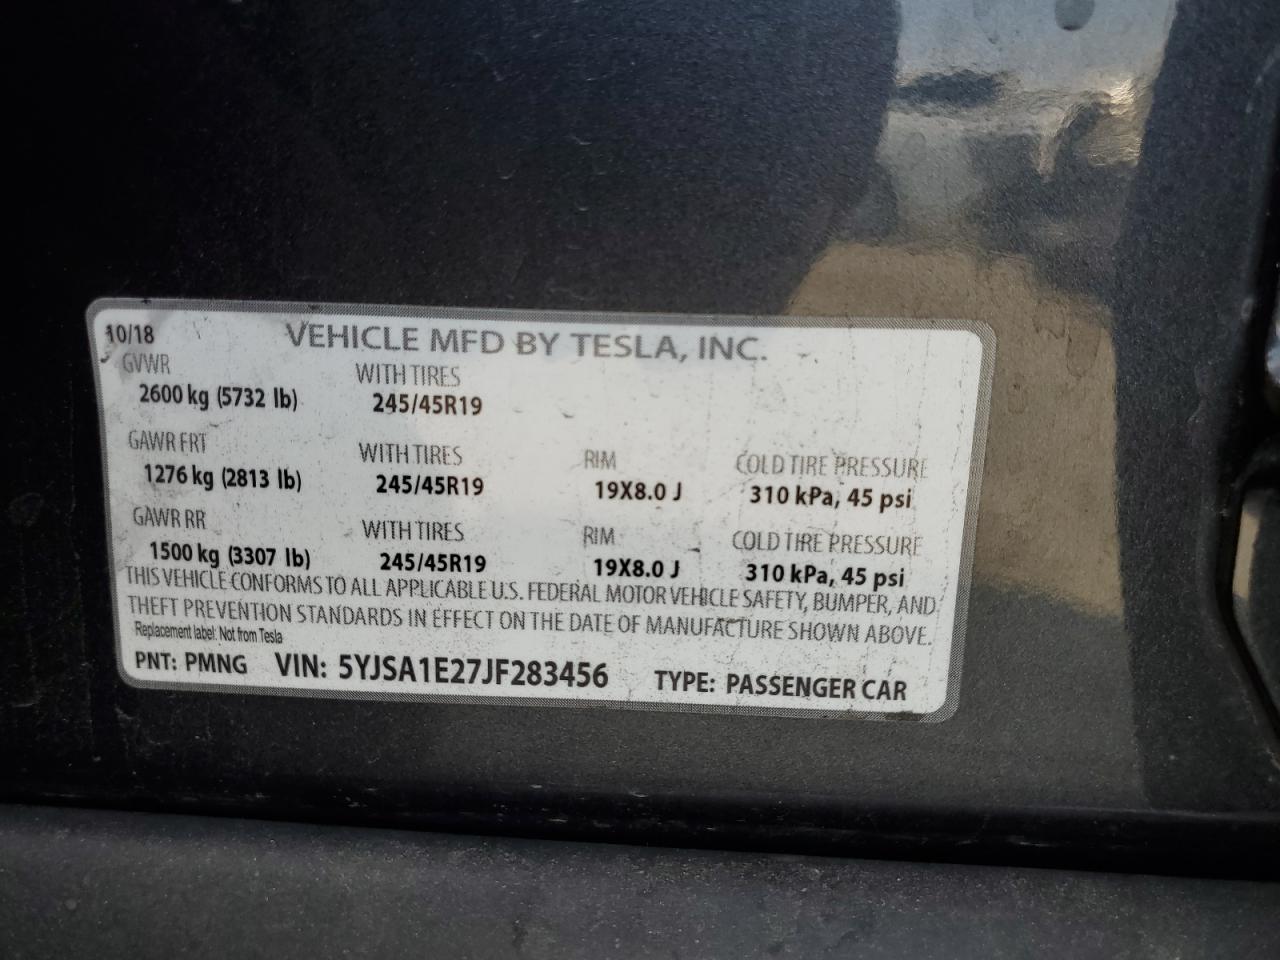 10/18 VEHICLE MFD BY TESLA, INC.
GVWR WITH TIRES
2600 kg (5732 lb) 245/45R19
GAWR FRT WITH TIRES RIM COLD TIRE PRESSURE
1276 kg (2813 lb) 245/45R19 19X8.0 J 310 kPa, 45 psi
GAWR RR WITH TIRES RIM COLD TIRE PRESSURE
1500 kg (3307 lb) 245/45R19 19X8.0 J 310 kPa, 45 psi
THIS VEHICLE CONFORMS TO ALL APPLICABLE U.S. FEDERAL MOTOR VEHICLE SAFETY, BUMPER, AND
THEFT PREVENTION STANDARDS IN EFFECT ON THE DATE OF MANUFACTURE SHOWN ABOVE.
Replacement label: Not from Tesla
PNT: PMNG VIN: 5YJSA1E27JF283456 TYPE: PASSENGER CAR